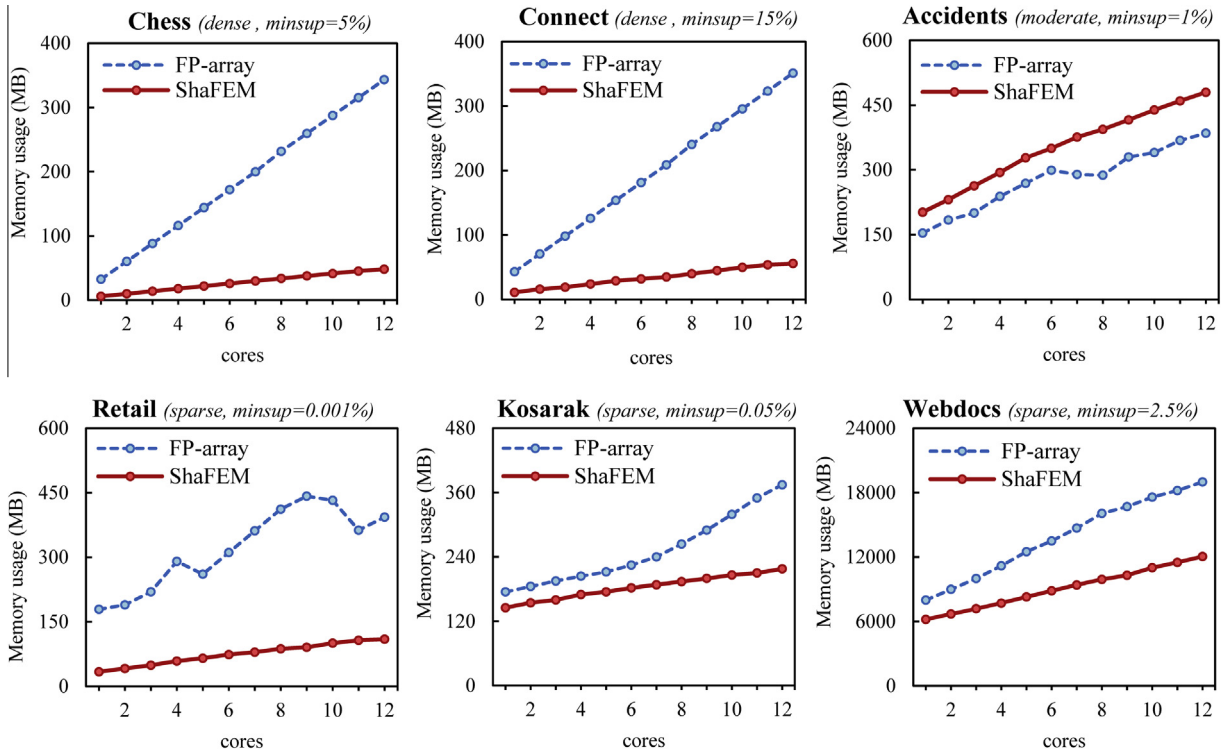 Chess (dense , minsup=5%)
400
300
200
100
0
Memory usage (MB)
FP-array
ShaFEM
2 4 6 8 10 12
cores
Connect (dense, minsup=15%)
400
300
200
100
0
Memory usage (MB)
FP-array
ShaFEM
2 4 6 8 10 12
cores
Accidents (moderate, minsup=1%)
600
450
300
150
0
Memory usage (MB)
FP-array
ShaFEM
2 4 6 8 10 12
cores
Retail (sparse, minsup=0.001%)
600
450
300
150
0
Memory usage (MB)
FP-array
ShaFEM
2 4 6 8 10 12
cores
Kosarak (sparse, minsup=0.05%)
480
360
240
120
0
Memory usage (MB)
FP-array
ShaFEM
2 4 6 8 10 12
cores
Webdocs (sparse, minsup=2.5%)
24000
18000
12000
6000
0
Memory usage (MB)
FP-array
ShaFEM
2 4 6 8 10 12
cores